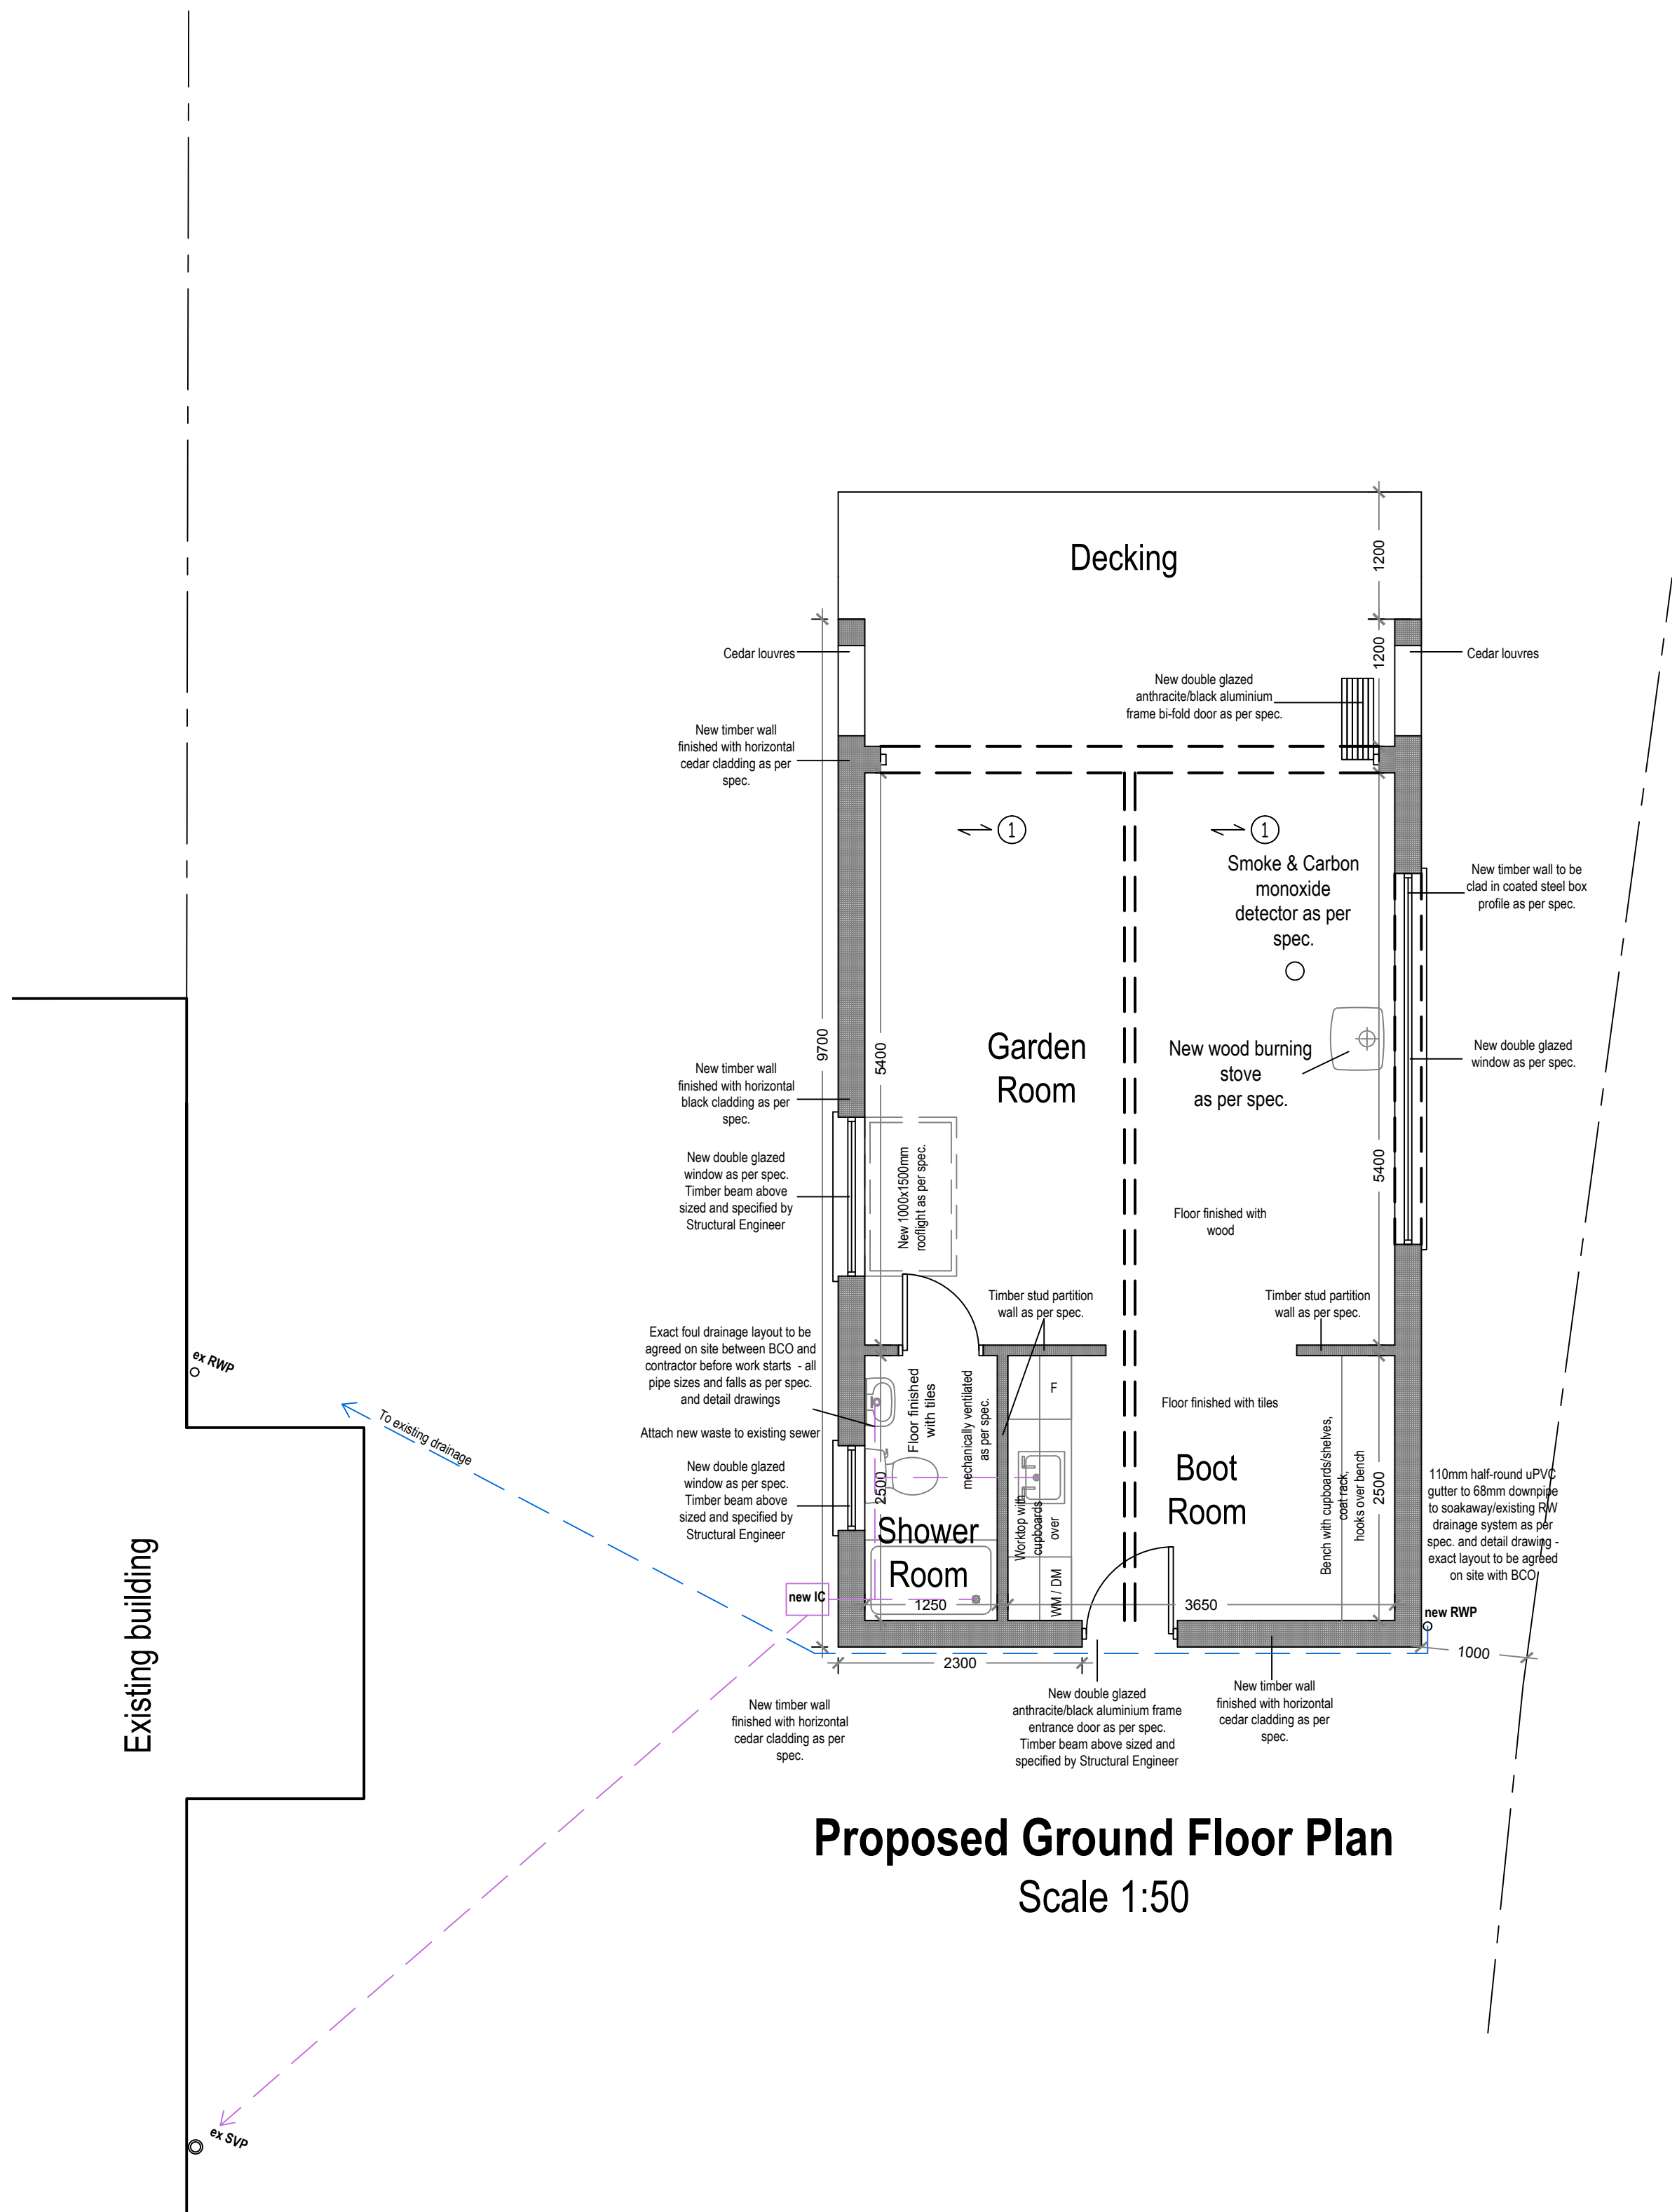 Decking
1200
1200
Cedar louvres
Cedar louvres
New double glazed
anthracite/black aluminium
frame bi-fold door as per spec.
New timber wall
finished with horizontal
cedar cladding as per
spec.
1
1
Smoke & Carbon
monoxide
detector as per
spec.
New timber wall to be
clad in coated steel box
profile as per spec.
9700
5400
Garden
Room
New wood burning
stove
as per spec.
New double glazed
window as per spec.
New timber wall
finished with horizontal
black cladding as per
spec.
New double glazed
window as per spec.
Timber beam above
sized and specified by
Structural Engineer
New 1000x1500mm
rooflight as per spec.
5400
Floor finished with
wood
Timber stud partition
wall as per spec.
Timber stud partition
wall as per spec.
Exact foul drainage layout to be
agreed on site between BCO and
contractor before work starts - all
pipe sizes and falls as per spec.
and detail drawings
Attach new waste to existing sewer
ex RWP
To existing drainage
Floor finished
with tiles
mechanically ventilated
as per spec.
F
Floor finished with tiles
New double glazed
window as per spec.
Timber beam above
sized and specified by
Structural Engineer
2500
Shower
Room
Worktop with
cupboards
over
WM / DM
Boot
Room
Bench with cupboards/shelves,
coat rack,
hooks over bench
2500
110mm half-round uPVC
gutter to 68mm downpipe
to soakaway/existing RW
drainage system as per
spec. and detail drawing -
exact layout to be agreed
on site with BCO
new IC
1250
3650
new RWP
1000
2300
Existing building
New timber wall
finished with horizontal
cedar cladding as per
spec.
New double glazed
anthracite/black aluminium frame
entrance door as per spec.
Timber beam above sized and
specified by Structural Engineer
New timber wall
finished with horizontal
cedar cladding as per
spec.
Proposed Ground Floor Plan
Scale 1:50
ex SVP